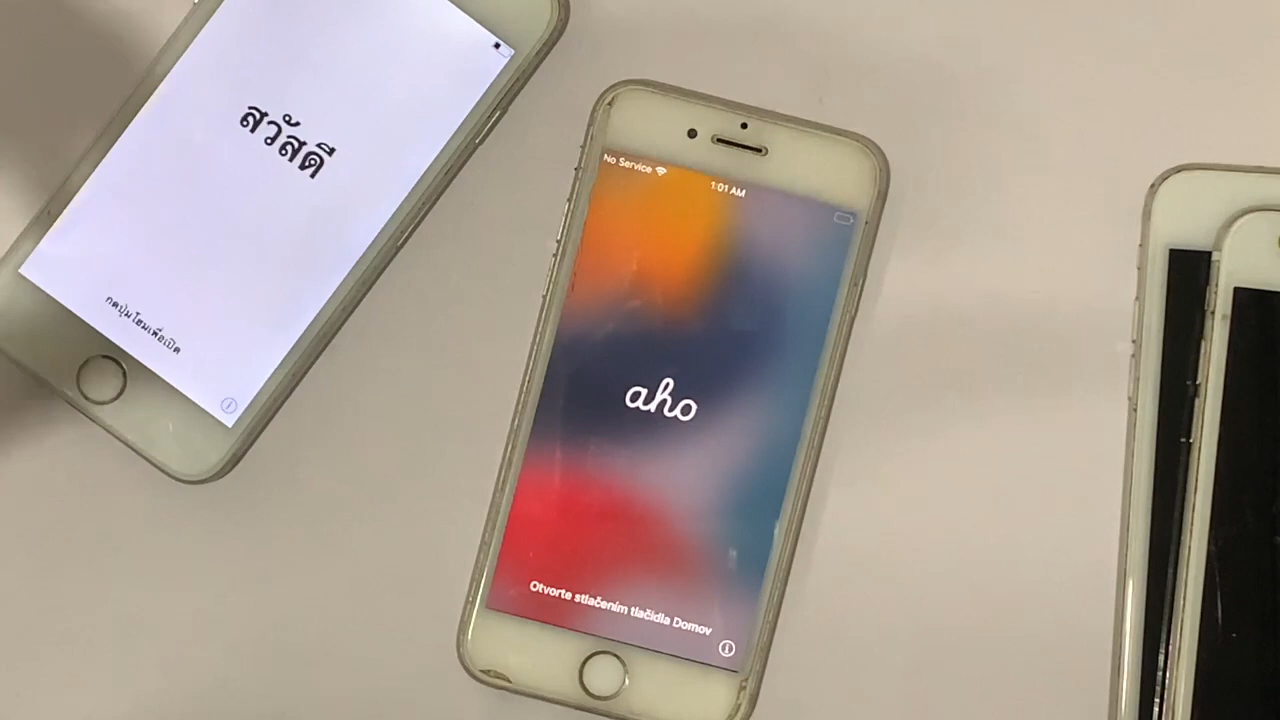 สวัสดี
กดปุ่มโฮมเพื่อเปิด
No Service
1:01 AM
aho
Otvorte stlačením tlačidla Domov